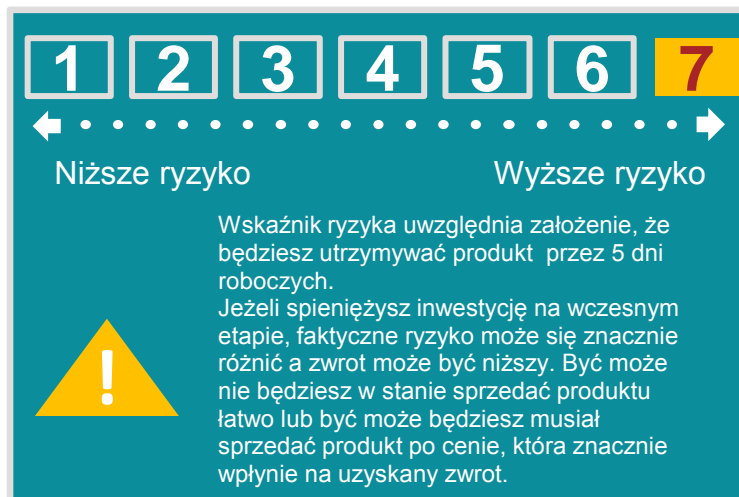 1 2 3 4 5 6 7
Niższe ryzyko Wyższe ryzyko
Wskaźnik ryzyka uwzględnia założenie, że
będziesz utrzymywać produkt przez 5 dni
roboczych.
Jeżeli spieniężysz inwestycję na wczesnym
etapie, faktyczne ryzyko może się znacznie
różnić a zwrot może być niższy. Być może
nie będziesz w stanie sprzedać produktu
łatwo lub być może będziesz musiał
sprzedać produkt po cenie, która znacznie
wpłynie na uzyskany zwrot.
!